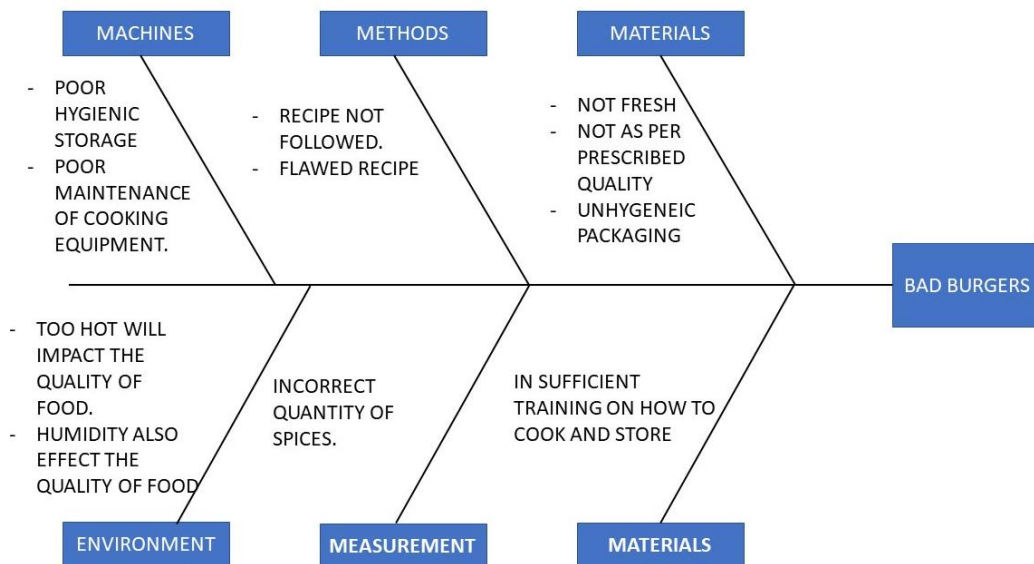 MACHINES
METHODS
MATERIALS
- POOR
HYGIENIC
STORAGE
- POOR
MAINTENANCE
OF COOKING
EQUIPMENT.
- RECIPE NOT
FOLLOWED.
- FLAWED RECIPE
- NOT FRESH
- NOT AS PER
PRESCRIBED
QUALITY
- UNHYGENEIC
PACKAGING
BAD BURGERS
- TOO HOT WILL
IMPACT THE
QUALITY OF
FOOD.
- HUMIDITY ALSO
EFFECT THE
QUALITY OF FOOD
INCORRECT
QUANTITY OF
SPICES.
IN SUFFICIENT
TRAINING ON HOW TO
COOK AND STORE
ENVIRONMENT
MEASUREMENT
MATERIALS